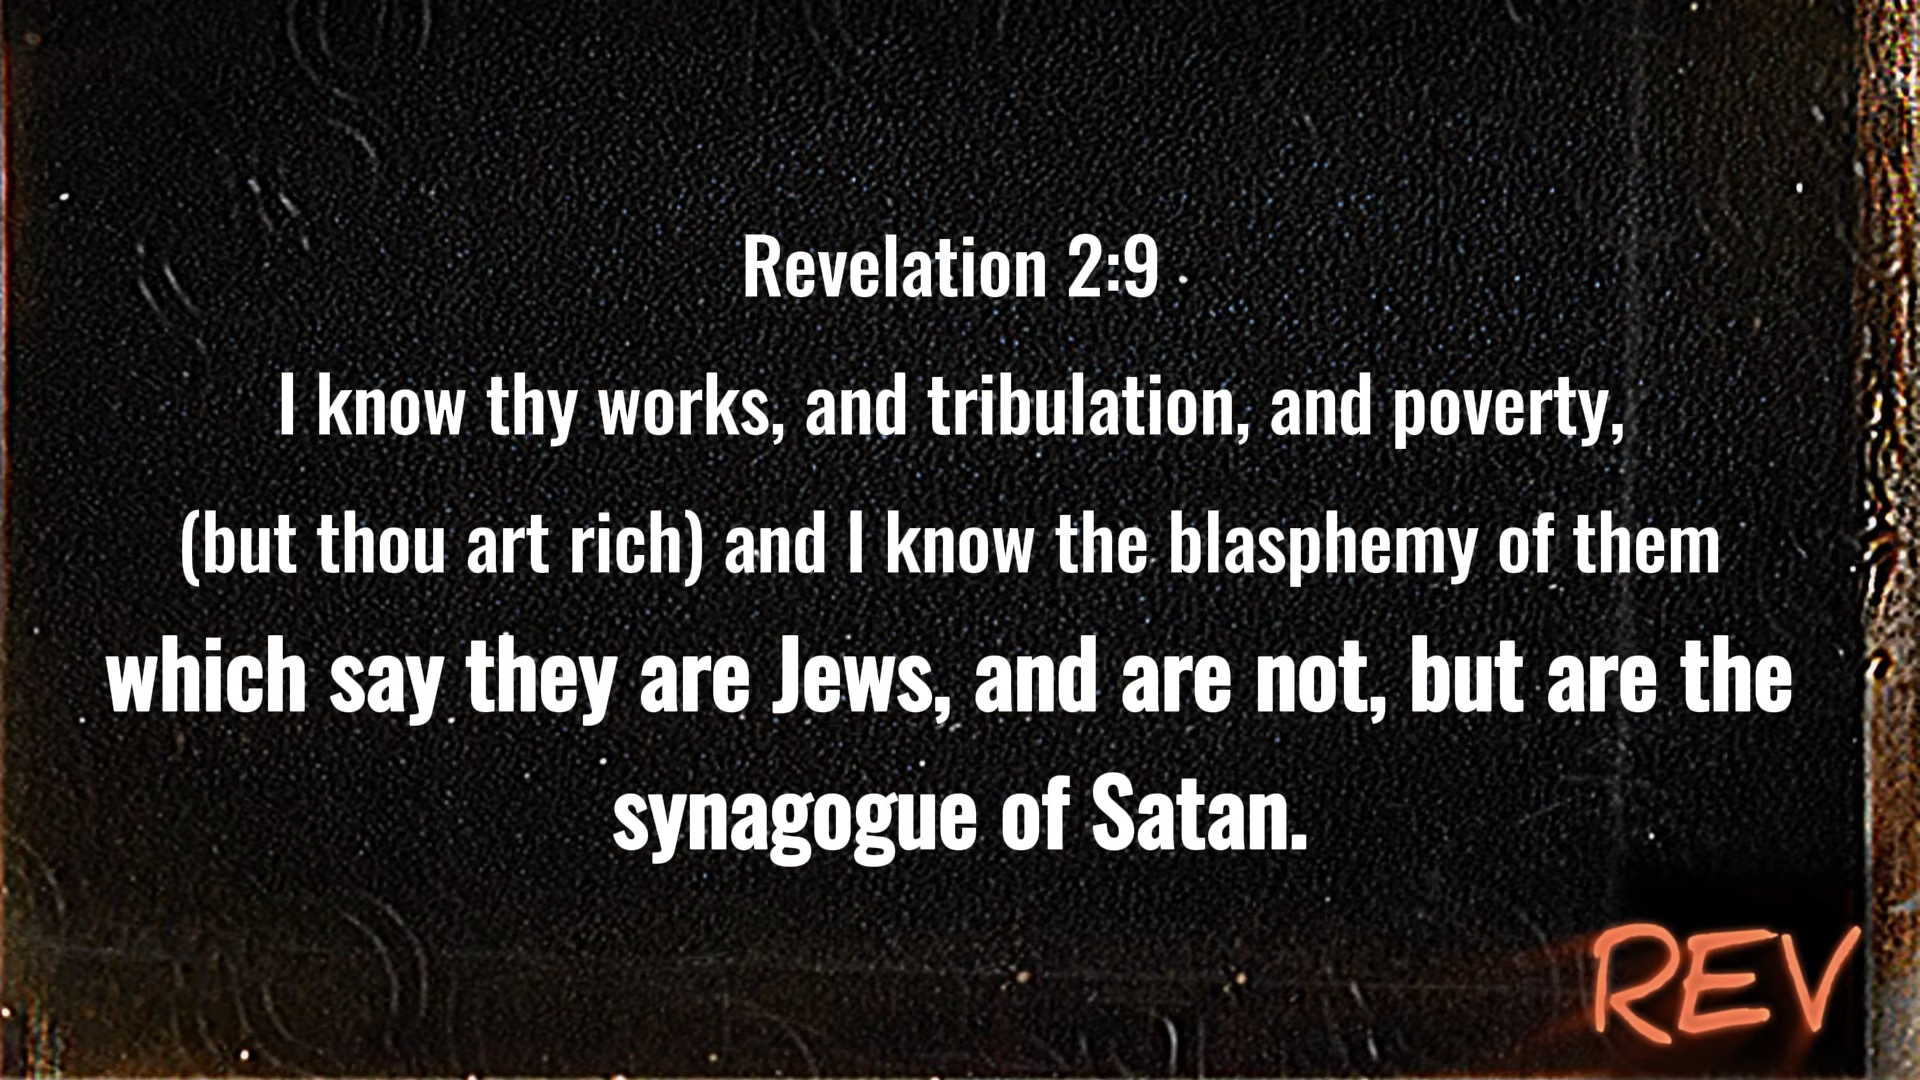 Revelation 2:9
I know thy works, and tribulation, and poverty,
(but thou art rich) and I know the blasphemy of them
which say they are Jews, and are not, but are the
synagogue of Satan.
REV